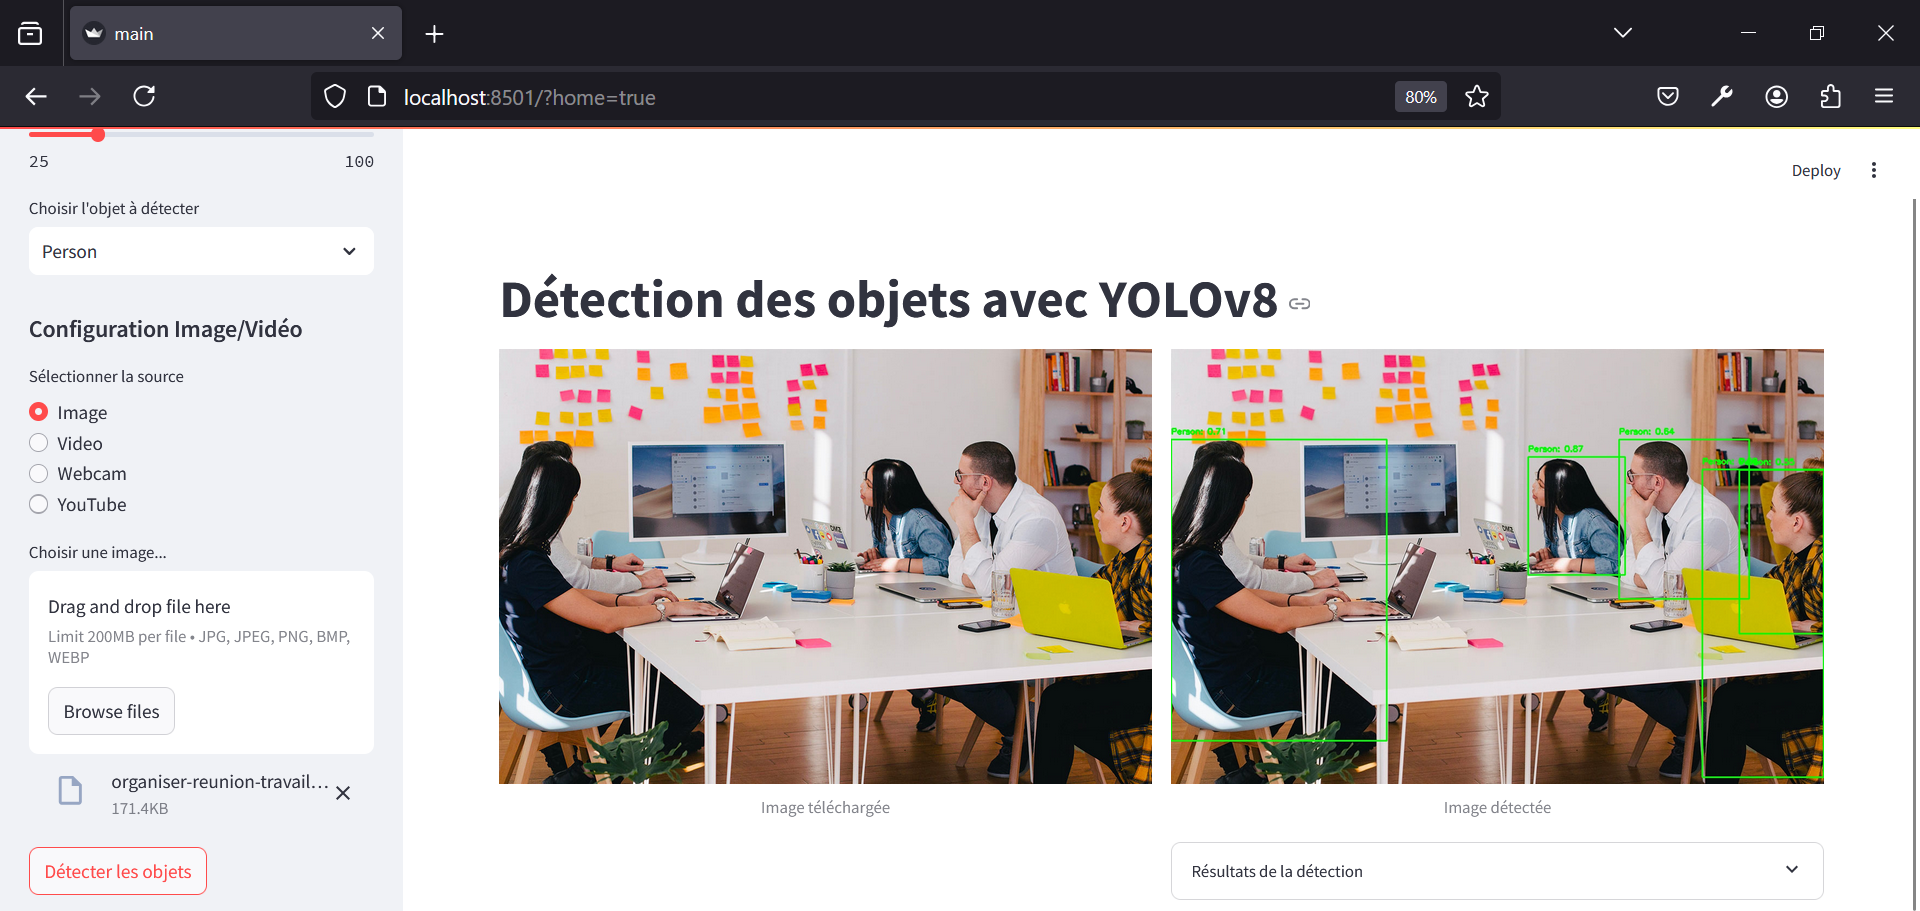 main
localhost:8501/?home=true
80%
25
100
Choisir l'objet à détecter
Person
Configuration Image/Vidéo
Sélectionner la source
Image
Video
Webcam
YouTube
Choisir une image...
Drag and drop file here
Limit 200MB per file • JPG, JPEG, PNG, BMP,
WEBP
Browse files
organiser-reunion-travail...
171.4KB
Détecter les objets
Deploy
Détection des objets avec YOLOv8
Person: 0.71
Person: 0.87
Person: 0.64
Image téléchargée
Image détectée
Résultats de la détection